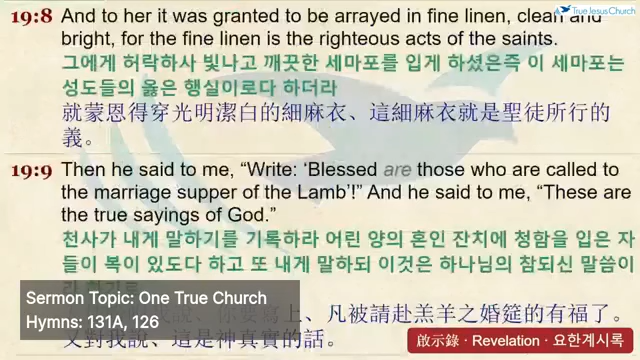 True Jesus Church
19:8 And to her it was granted to be arrayed in fine linen, clean and
bright, for the fine linen is the righteous acts of the saints.
그에게 허락하사 빛나고 깨끗한 세마포를 입게 하셨은즉 이 세마포는
성도들의 옳은 행실이로다 하더라
就蒙恩得穿光明潔白的細麻衣、這細麻衣就是聖徒所行的
義。
19:9 Then he said to me, “Write: ‘Blessed are those who are called to
the marriage supper of the Lamb’!” And he said to me, “These are
the true sayings of God.”
천사가 내게 말하기를 기록하라 어린 양의 혼인 잔치에 청함을 입은 자
들이 복이 있도다 하고 또 내게 말하되 이것은 하나님의 참되신 말씀이
Sermon Topic: One True Church
Hymns: 131A, 126
凡被請赴羔羊之婚筵的有福了。
又對我說、這是神真實的話。
啟示錄 · Revelation · 요한계시록